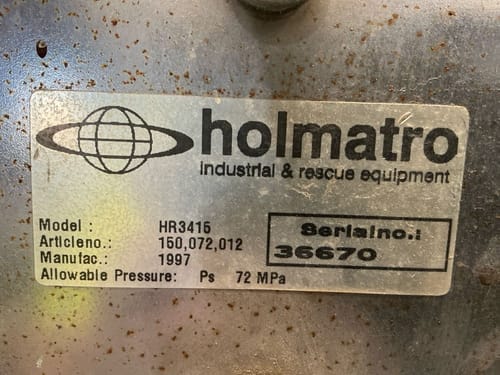 holmatro
industrial & rescue equipment
Model : HR3415
Articleno.: 150,072,012
Manufac.: 1997
Allowable Pressure: Ps 72 MPa
Serialno.:
36670